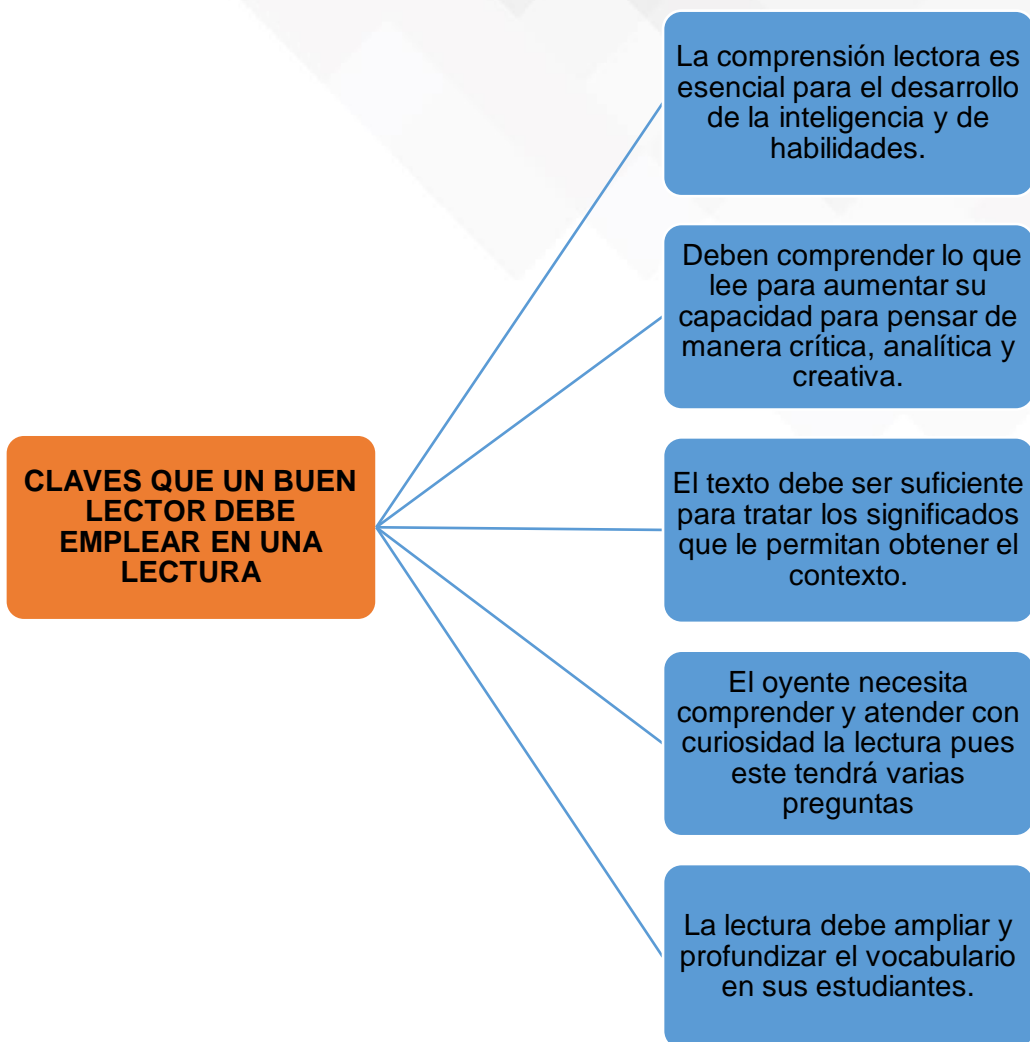 CLAVES QUE UN BUEN
LECTOR DEBE
EMPLEAR EN UNA
LECTURA
La comprensión lectora es
esencial para el desarrollo
de la inteligencia y de
habilidades.
Deben comprender lo que
lee para aumentar su
capacidad para pensar de
manera crítica, analítica y
creativa.
El texto debe ser suficiente
para tratar los significados
que le permitan obtener el
contexto.
El oyente necesita
comprender y atender con
curiosidad la lectura pues
este tendrá varias
preguntas
La lectura debe ampliar y
profundizar el vocabulario
en sus estudiantes.